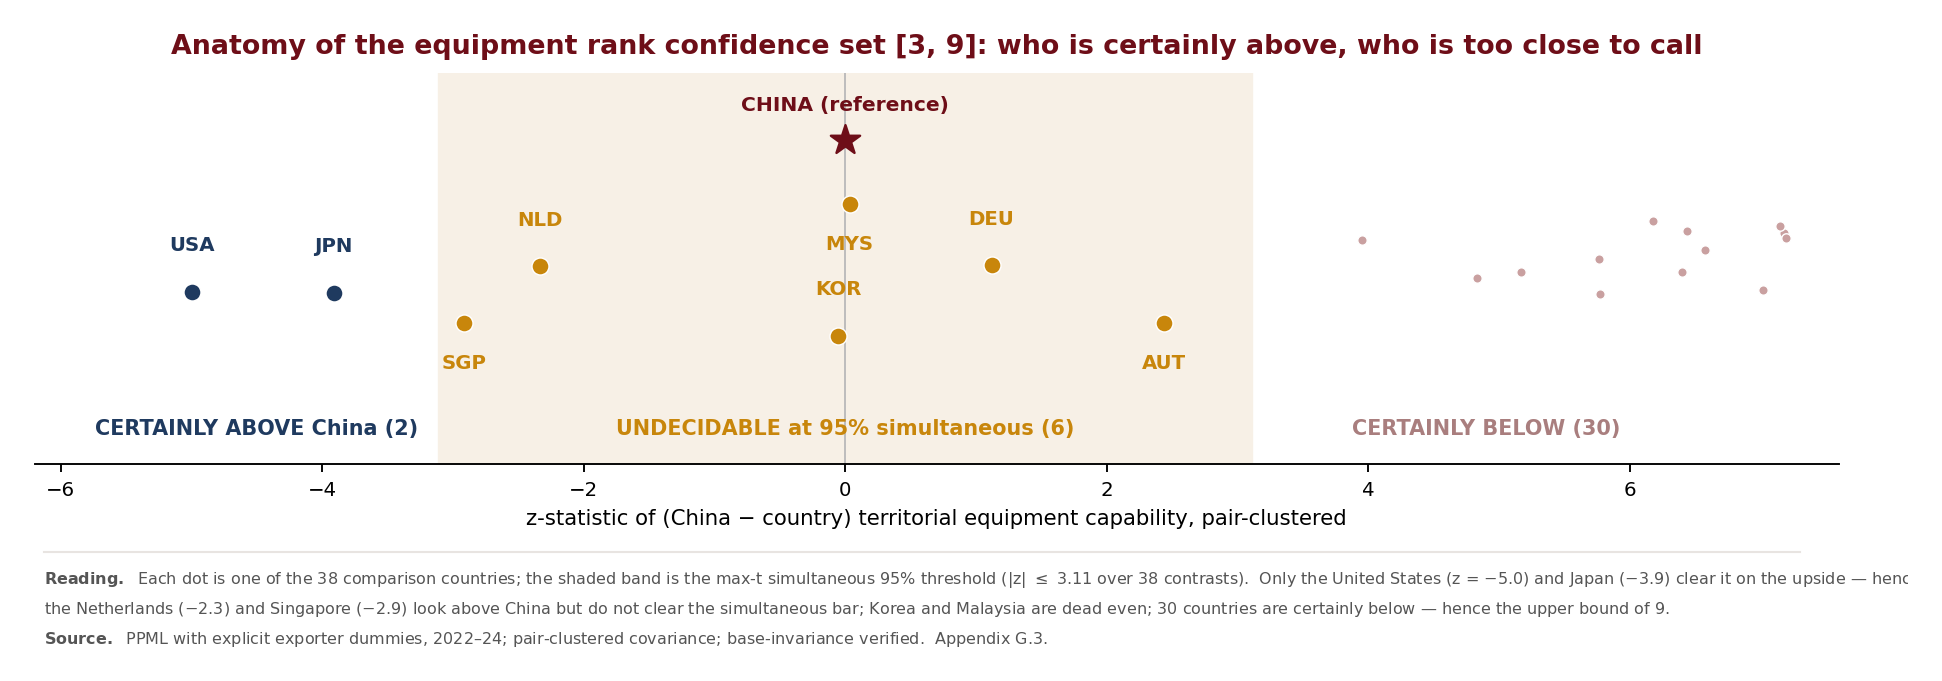 Anatomy of the equipment rank confidence set [3, 9]: who is certainly above, who is too close to call
CHINA (reference)
NLD
DEU
USA
JPN
MYS
KOR
SGP
AUT
CERTAINLY ABOVE China (2)
UNDECIDABLE at 95% simultaneous (6)
CERTAINLY BELOW (30)
−6 −4 −2 0 2 4 6
z-statistic of (China − country) territorial equipment capability, pair-clustered
Reading. Each dot is one of the 38 comparison countries; the shaded band is the max-t simultaneous 95% threshold (|z| ≤ 3.11 over 38 contrasts). Only the United States (z = −5.0) and Japan (−3.9) clear it on the upside —
the Netherlands (−2.3) and Singapore (−2.9) look above China but do not clear the simultaneous bar; Korea and Malaysia are dead even; 30 countries are certainly below — hence the upper bound of 9.
Source. PPML with explicit exporter dummies, 2022–24; pair-clustered covariance; base-invariance verified. Appendix G.3.